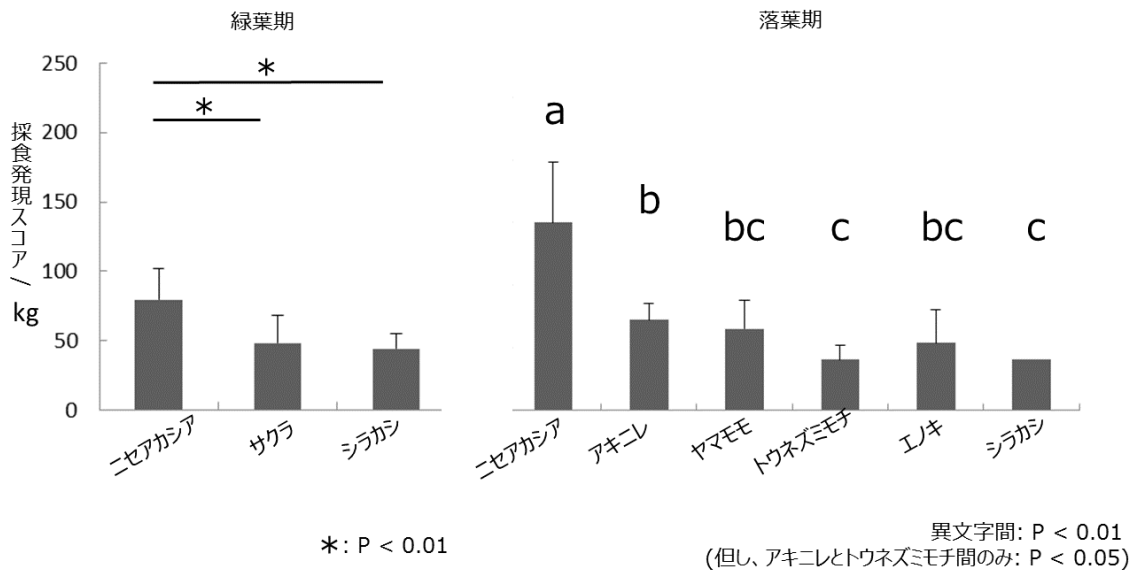 緑葉期
落葉期
採食発現スコア/
kg
250
200
150
100
50
0
*
*
ニセアカシア
サクラ
シラカシ
a
b
bc
c
bc
c
ニセアカシア
アキニレ
ヤマモモ
トウネズミモチ
エノキ
シラカシ
*: P < 0.01
異文字間: P < 0.01
(但し、アキニレとトウネズミモチ間のみ: P < 0.05)